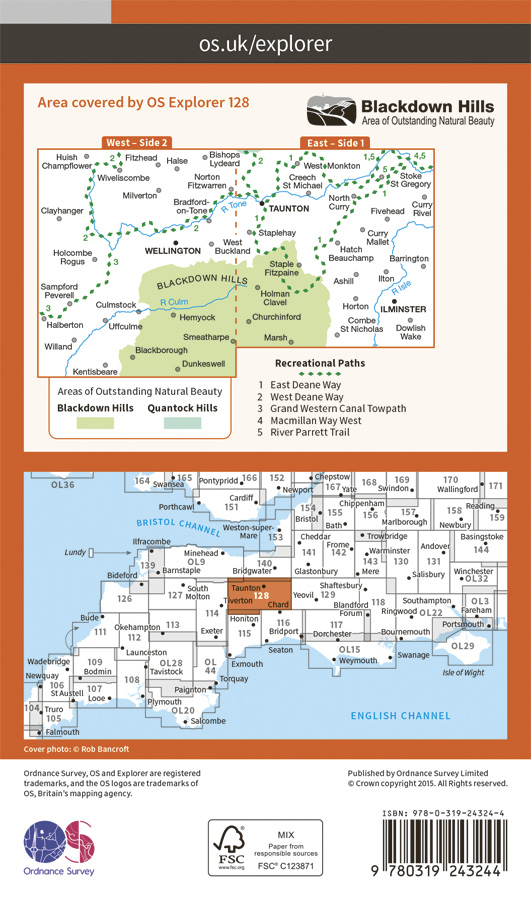 os.uk/explorer
Area covered by OS Explorer 128
Blackdown Hills
Area of Outstanding Natural Beauty
West – Side 2
East – Side 1
Huish
Champflower
2
Fitzhead
Halse
Bishops
Lydeard
2
1
West Monkton
1,5
4,5
Wiveliscombe
Norton
Fitzwarren
Creech
St Michael
5
Stoke
St Gregory
Milverton
Bradford-
on-Tone
R Tone
TAUNTON
North
Curry
Curry
Rivel
Clayhanger
2
2
1
Fivehead
Staplehay
1
Curry
Mallet
WELLINGTON
West
Buckland
Hatch
Beauchamp
Barrington
Holcombe
Rogus
3
Staple
Fitzpaine
BLACKDOWN HILLS
Ashill
Ilton
R Isle
Sampford
Peverell
Holman
Clavel
Culmstock
R Culm
Horton
ILMINSTER
3
Halberton
Uffculme
Hemyock
Churchinford
Combe
St Nicholas
Dowlish
Wake
Willand
Smeatharpe
Marsh
Blackborough
Kentisbeare
Dunkeswell
Areas of Outstanding Natural Beauty
Blackdown Hills
Quantock Hills
Recreational Paths
1 East Deane Way
2 West Deane Way
3 Grand Western Canal Towpath
4 Macmillan Way West
5 River Parrett Trail
OL36
164
165
Swansea
Pontypridd
166
152
Newport
Chepstow
167
Yate
168
169
Swindon
170
Wallingford
171
Porthcawl
Cardiff
151
154
Bristol
155
Bath
Chippenham
156
157
Marlborough
158
Newbury
Reading
159
BRISTOL CHANNEL
Weston-super-
Mare
153
Trowbridge
Basingstoke
144
Lundy
Ilfracombe
139
Barnstaple
Minehead
OL9
140
Bridgwater
Cheddar
141
Glastonbury
Frome
142
Warminster
143
Mere
Andover
131
130
Salisbury
Winchester
OL32
Bideford
126
127
South
Molton
Taunton
128
Tiverton
Chard
Yeovil
129
Shaftesbury
Blandford
Forum
118
Southampton
Ringwood
OL22
OL3
Fareham
Bude
111
Okehampton
112
113
114
Exeter
Honiton
115
116
Bridport
117
Dorchester
Bournemouth
Portsmouth
Launceston
Seaton
OL15
Weymouth
Swanage
OL29
Isle of Wight
Wadebridge
Newquay
109
Bodmin
108
OL28
Tavistock
OL
44
Exmouth
Torquay
106
St Austell
107
Looe
Plymouth
Paignton
104
Truro
105
Falmouth
OL20
Salcombe
ENGLISH CHANNEL
Cover photo: © Rob Bancroft
Ordnance Survey, OS and Explorer are registered
trademarks, and the OS logos are trademarks of
OS, Britain's mapping agency.
Published by Ordnance Survey Limited
© Crown copyright 2015. All rights reserved.
OS
Ordnance Survey
FSC
www.fsc.org
MIX
Paper from
responsible sources
FSC® C123871
ISBN: 978-0-319-24324-4
9 780319 243244